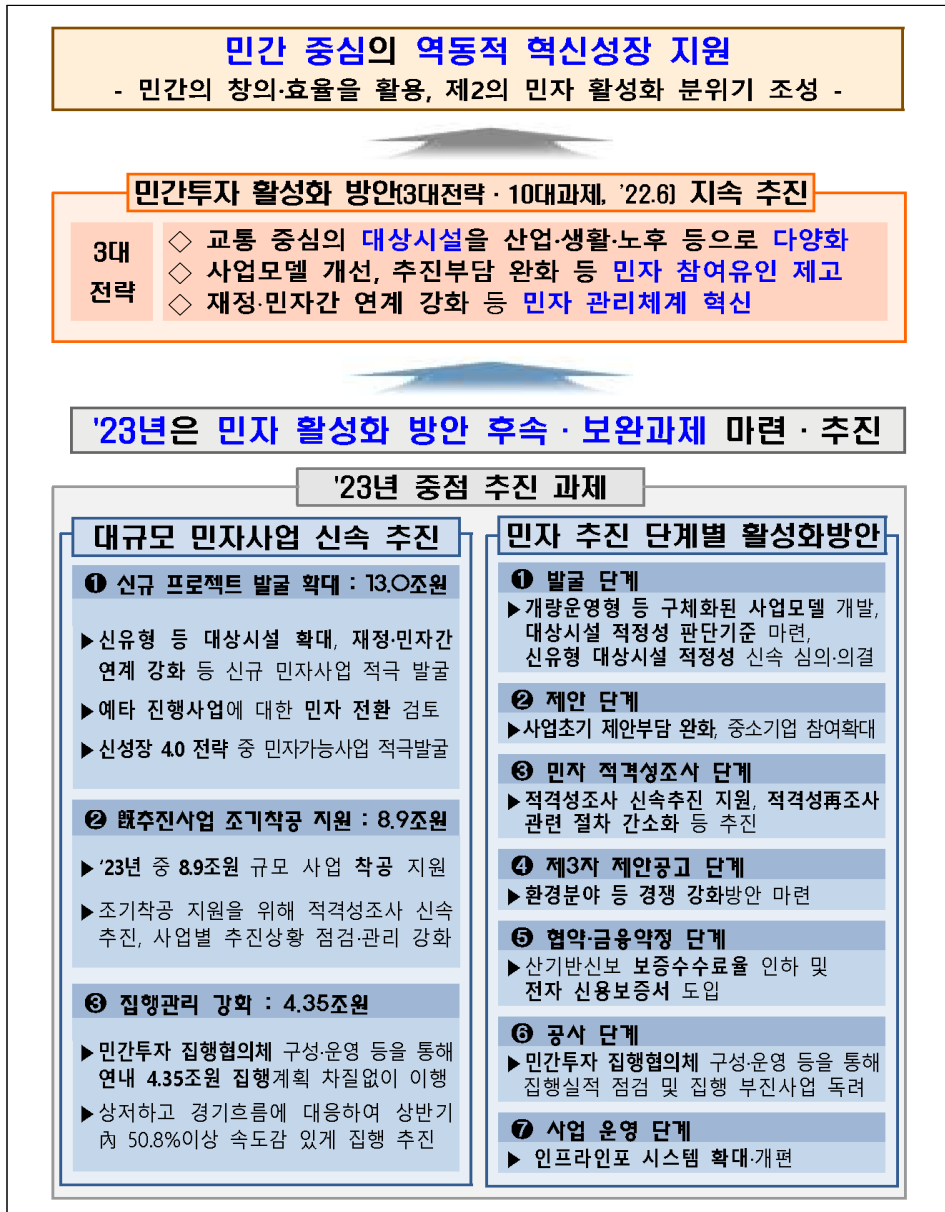 민간 중심의 역동적 혁신성장 지원
- 민간의 창의·효율을 활용, 제2의 민자 활성화 분위기 조성 -
민간투자 활성화 방안(3대전략·10대과제, ’22.6) 지속 추진
3대
전략
◇ 교통 중심의 대상시설을 산업·생활·노후 등으로 다양화
◇ 사업모델 개선, 추진부담 완화 등 민자 참여유인 제고
◇ 재정·민자간 연계 강화 등 민자 관리체계 혁신
'23년은 민자 활성화 방안 후속·보완과제 마련·추진
'23년 중점 추진 과제
대규모 민자사업 신속 추진
❶ 신규 프로젝트 발굴 확대 : 13.0조원
▶신유형 등 대상시설 확대, 재정·민자간
연계 강화 등 신규 민자사업 적극 발굴
▶예타 진행사업에 대한 민자 전환 검토
▶신성장 4.0 전략 중 민자가능사업 적극발굴
❷ 旣추진사업 조기착공 지원 : 8.9조원
▶‘23년 중 8.9조원 규모 사업 착공 지원
▶조기착공 지원을 위해 적격성조사 신속
추진, 사업별 추진상황 점검·관리 강화
❸ 집행관리 강화 : 4.35조원
▶민간투자 집행협의체 구성·운영 등을 통해
연내 4.35조원 집행계획 차질없이 이행
▶상저하고 경기흐름에 대응하여 상반기
內 50.8%이상 속도감 있게 집행 추진
민자 추진 단계별 활성화방안
❶ 발굴 단계
▶개량운영형 등 구체화된 사업모델 개발,
대상시설 적정성 판단기준 마련,
신유형 대상시설 적정성 신속 심의·의결
❷ 제안 단계
▶사업초기 제안부담 완화, 중소기업 참여확대
❸ 민자 적격성조사 단계
▶적격성조사 신속추진 지원, 적격성再조사
관련 절차 간소화 등 추진
❹ 제3자 제안공고 단계
▶환경분야 등 경쟁 강화방안 마련
❺ 협약·금융약정 단계
▶산기반신보 보증수수료율 인하 및
전자 신용보증서 도입
❻ 공사 단계
▶민간투자 집행협의체 구성·운영 등을 통해
집행실적 점검 및 집행 부진사업 독려
❼ 사업 운영 단계
▶ 인프라인포 시스템 확대·개편